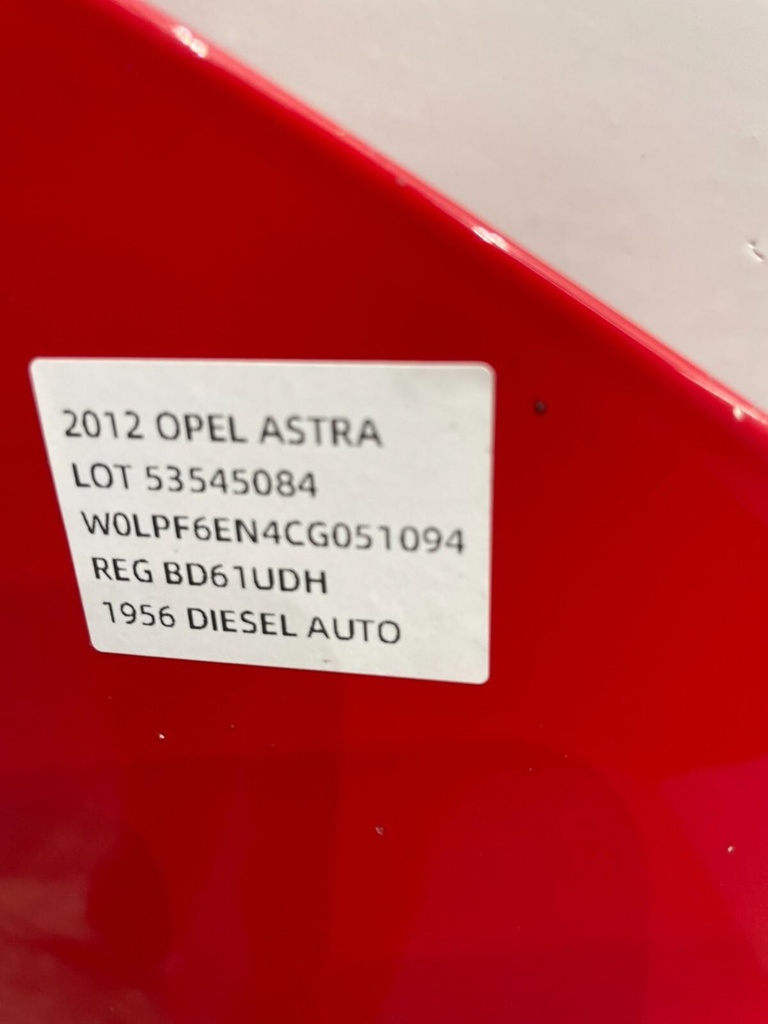 2012 OPEL ASTRA
LOT 53545084
W0LPF6EN4CG051094
REG BD61UDH
1956 DIESEL AUTO